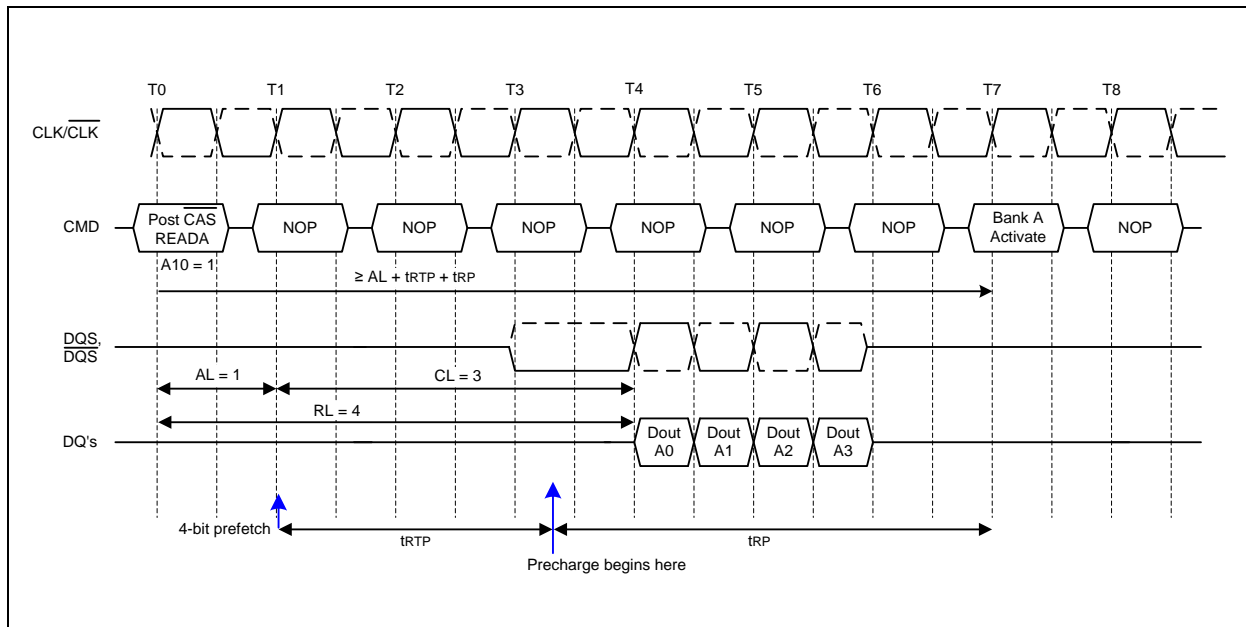 T0 T1 T2 T3 T4 T5 T6 T7 T8
CLK/CLK
CMD
Post CAS
READA
NOP NOP NOP NOP NOP NOP
Bank A
Activate
NOP
A10 = 1
≥ AL + tRTP + tRP
DQS,
DQS
AL = 1
CL = 3
RL = 4
DQ's
Dout
A0
Dout
A1
Dout
A2
Dout
A3
4-bit prefetch
tRTP
tRP
Precharge begins here